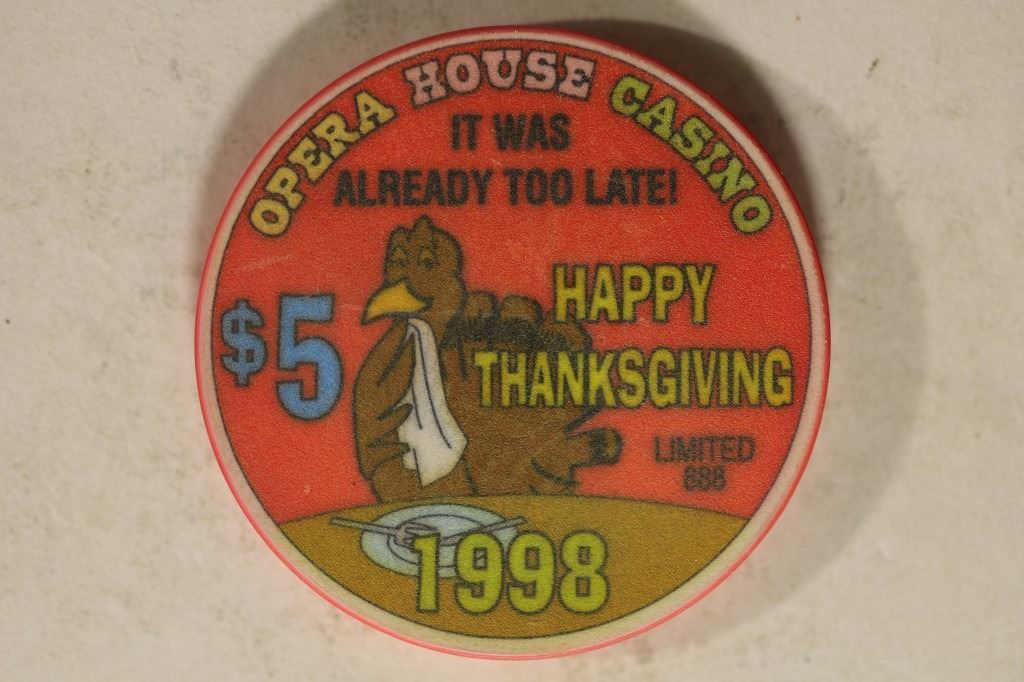 OPERA HOUSE CASINO
IT WAS
ALREADY TOO LATE!
$5
HAPPY
THANKSGIVING
LIMITED
888
1998